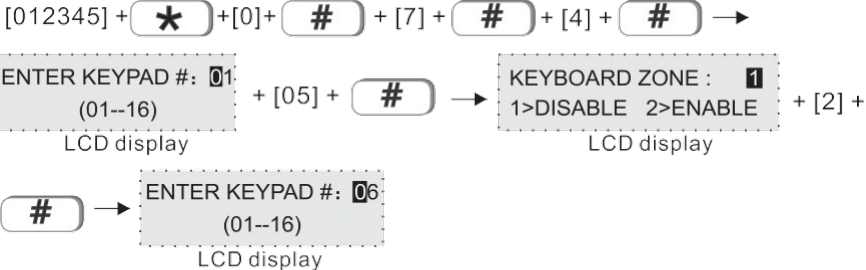 [012345] + * +[0]+ # + [7] + # + [4] + #
ENTER KEYPAD #: 01
(01--16)
LCD display
+ [05] + #
KEYBOARD ZONE : 1
1>DISABLE 2>ENABLE
LCD display
+ [2] +
#
ENTER KEYPAD #: 06
(01--16)
LCD display